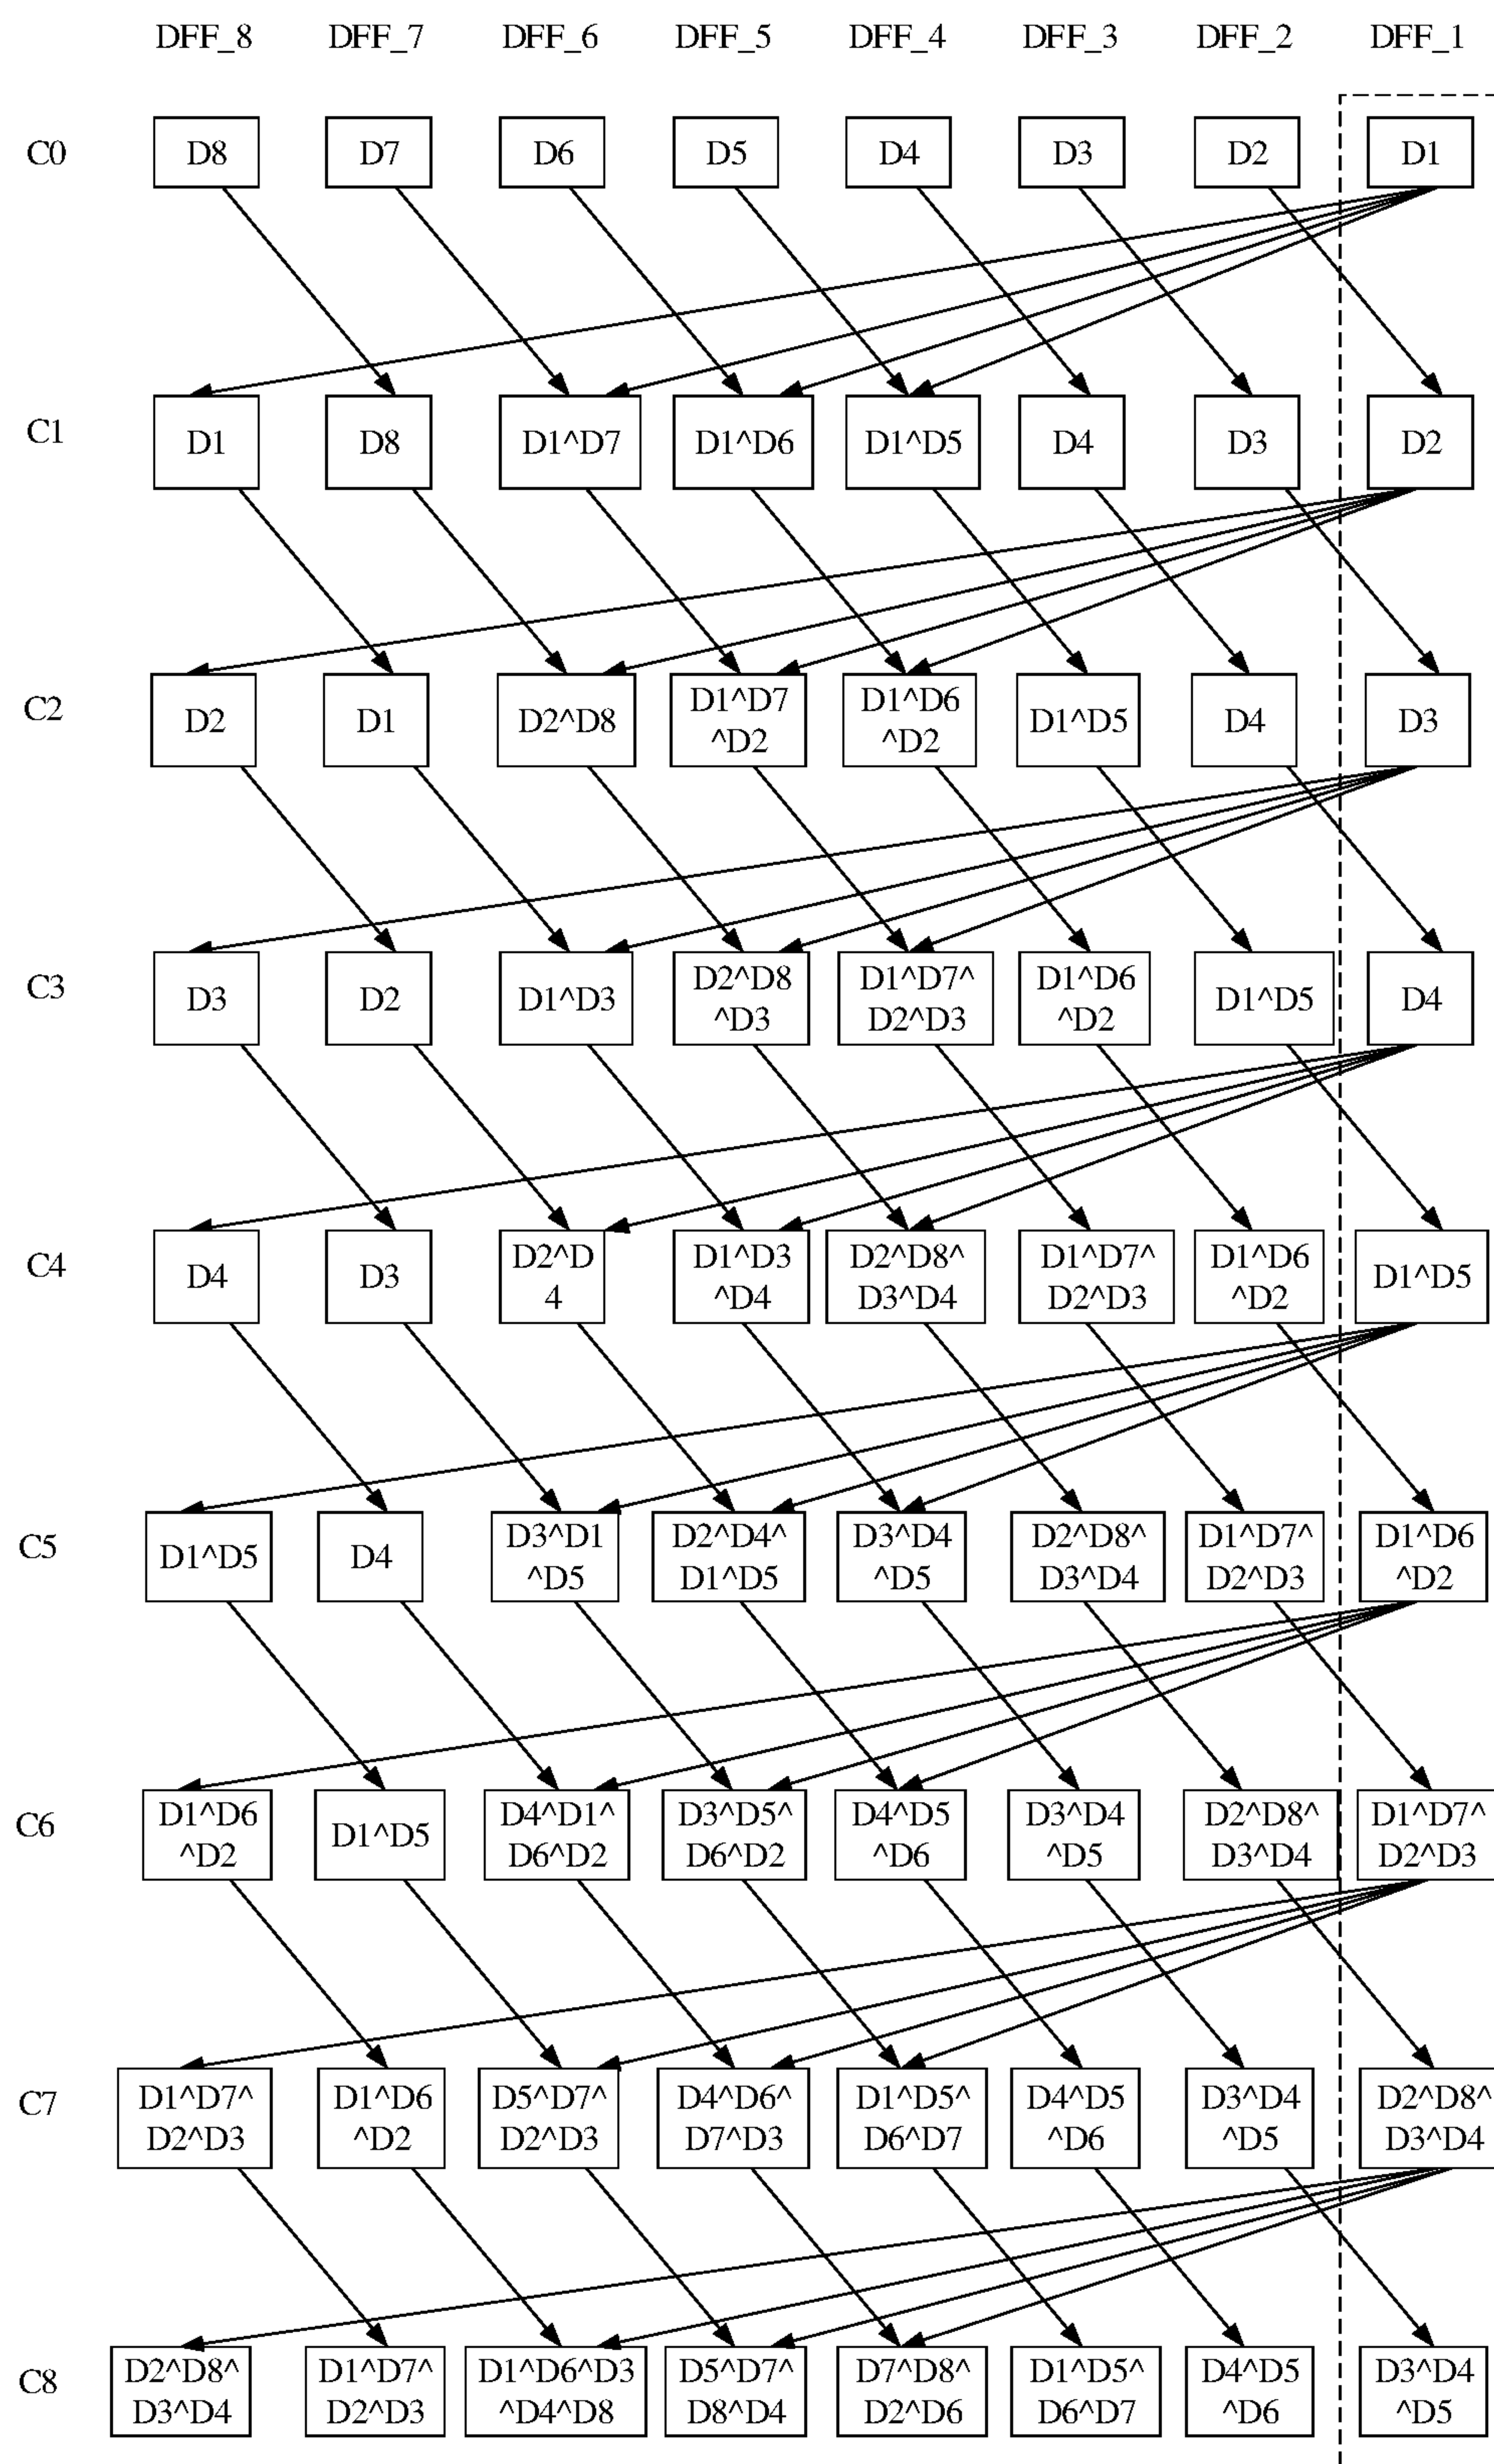 DFF_8 DFF_7 DFF_6 DFF_5 DFF_4 DFF_3 DFF_2 DFF_1
C0 D8 D7 D6 D5 D4 D3 D2 D1
C1 D1 D8 D1^D7 D1^D6 D1^D5 D4 D3 D2
C2 D2 D1 D2^D8 D1^D7 ^D2 D1^D6 ^D2 D1^D5 D4 D3
C3 D3 D2 D1^D3 D2^D8 ^D3 D1^D7^ D2^D3 D1^D6 ^D2 D1^D5 D4
C4 D4 D3 D2^D 4 D1^D3 ^D4 D2^D8^ D3^D4 D1^D7^ D2^D3 D1^D6 ^D2 D1^D5
C5 D1^D5 D4 D3^D1 ^D5 D2^D4^ D1^D5 D3^D4 ^D5 D2^D8^ D3^D4 D1^D7^ D2^D3 D1^D6 ^D2
C6 D1^D6 ^D2 D1^D5 D4^D1^ D6^D2 D3^D5^ D6^D2 D4^D5 ^D6 D3^D4 ^D5 D2^D8^ D3^D4 D1^D7^ D2^D3
C7 D1^D7^ D2^D3 D1^D6 ^D2 D5^D7^ D2^D3 D4^D6^ D7^D3 D1^D5^ D6^D7 D4^D5 ^D6 D3^D4 ^D5 D2^D8^ D3^D4
C8 D2^D8^ D3^D4 D1^D7^ D2^D3 D1^D6^D3 ^D4^D8 D5^D7^ D8^D4 D7^D8^ D2^D6 D1^D5^ D6^D7 D4^D5 ^D6 D3^D4 ^D5